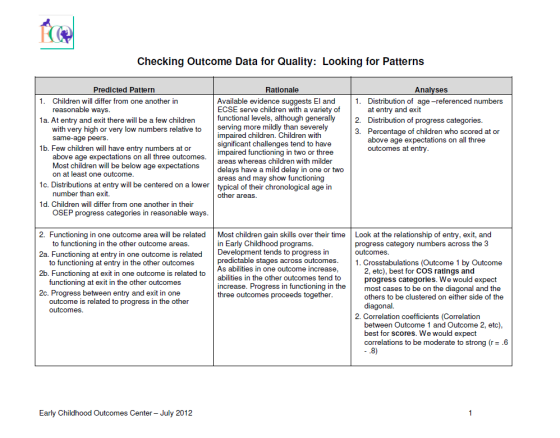 ECO
Checking Outcome Data for Quality: Looking for Patterns
Predicted Pattern
Rationale
Analyses
1. Children will differ from one another in
reasonable ways.
1a. At entry and exit there will be a few children
with very high or very low numbers relative to
same-age peers.
1b. Few children will have entry numbers at or
above age expectations on all three outcomes.
Most children will be below age expectations
on at least one outcome.
1c. Distributions at entry will be centered on a lower
number than exit.
1d. Children will differ from one another in their
OSEP progress categories in reasonable ways.
Available evidence suggests EI and
ECSE serve children with a variety of
functional levels, although generally
serving more mildly than severely
impaired children. Children with
significant challenges tend to have
impaired functioning in two or three
areas whereas children with milder
delays have a mild delay in one or two
areas and may show functioning
typical of their chronological age in
other areas.
1. Distribution of age –referenced numbers
at entry and exit
2. Distribution of progress categories.
3. Percentage of children who scored at or
above age expectations on all three
outcomes at entry.
2. Functioning in one outcome area will be related
to functioning in the other outcome areas.
2a. Functioning at entry in one outcome is related
to functioning at entry in the other outcomes
2b. Functioning at exit in one outcome is related to
functioning at exit in the other outcomes
2c. Progress between entry and exit in one
outcome is related to progress in the other
outcomes.
Most children gain skills over their time
in Early Childhood programs.
Development tends to progress in
predictable stages across outcomes.
As abilities in one outcome increase,
abilities in the other outcomes tend to
increase. Progress in functioning in the
three outcomes proceeds together.
Look at the relationship of entry, exit, and
progress category numbers across the 3
outcomes.
1. Crosstabulations (Outcome 1 by Outcome
2, etc), best for COS ratings and
progress categories. We would expect
most cases to be on the diagonal and the
others to be clustered on either side of the
diagonal.
2. Correlation coefficients (Correlation
between Outcome 1 and Outcome 2, etc),
best for scores. We would expect
correlations to be moderate to strong (r = .6
- .8)
Early Childhood Outcomes Center – July 2012
1